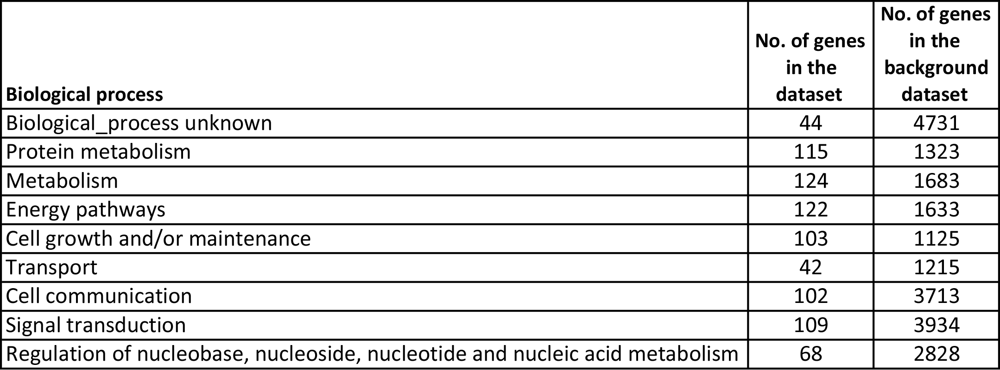 Biological process
No. of genes
in the
dataset
No. of genes
in the
background
dataset
Biological_process unknown 44 4731
Protein metabolism 115 1323
Metabolism 124 1683
Energy pathways 122 1633
Cell growth and/or maintenance 103 1125
Transport 42 1215
Cell communication 102 3713
Signal transduction 109 3934
Regulation of nucleobase, nucleoside, nucleotide and nucleic acid metabolism 68 2828